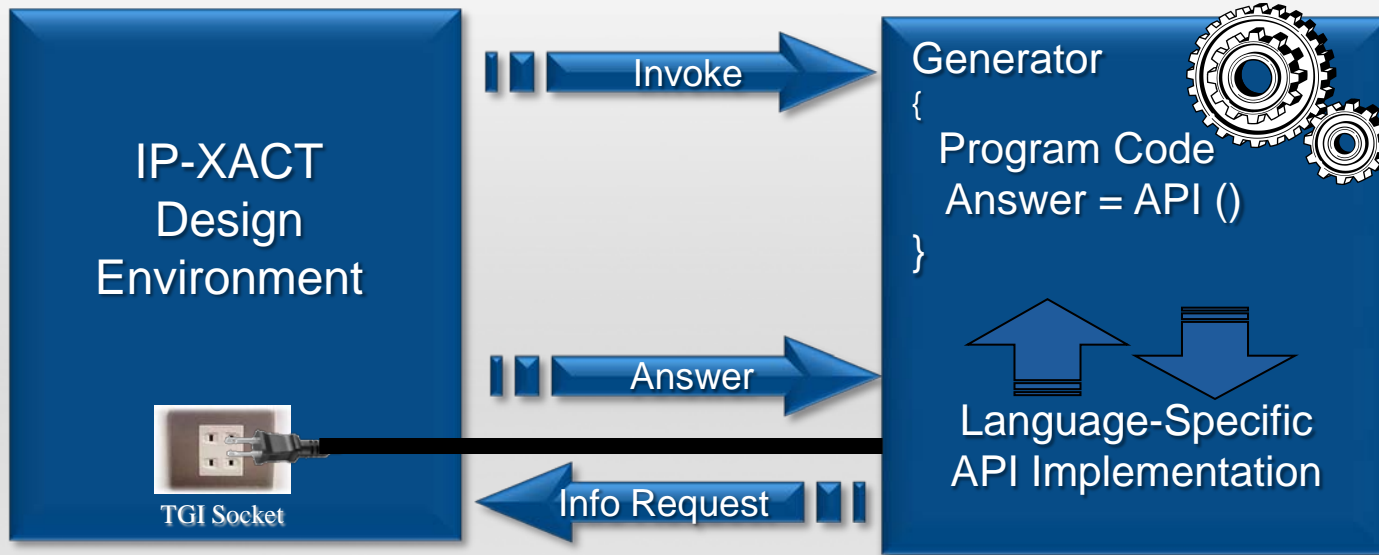 IP-XACT
Design
Environment
TGI Socket
Invoke
Answer
Info Request
Generator
{
Program Code
Answer = API ()
}
Language-Specific
API Implementation